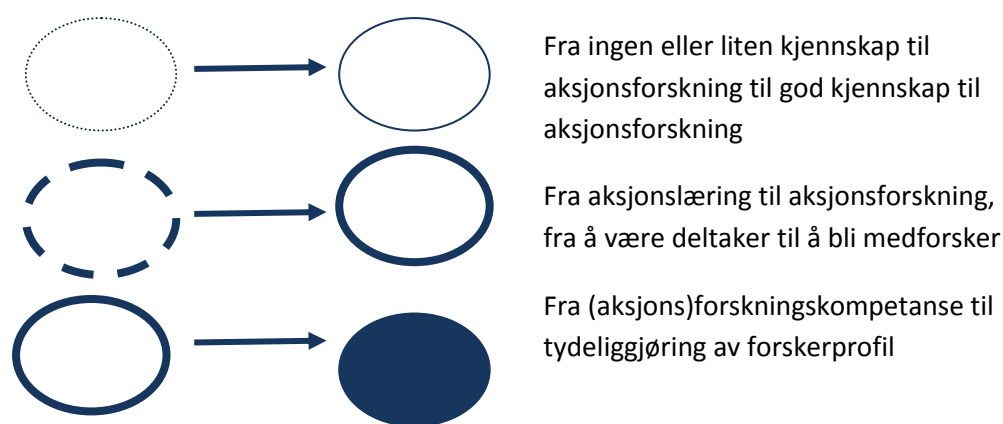 Fra ingen eller liten kjennskap til
aksjonsforskning til god kjennskap til
aksjonsforskning
Fra aksjonslæring til aksjonsforskning,
fra å være deltaker til å bli medforsker
Fra (aksjons)forskningskompetanse til
tydeliggjøring av forskerprofil